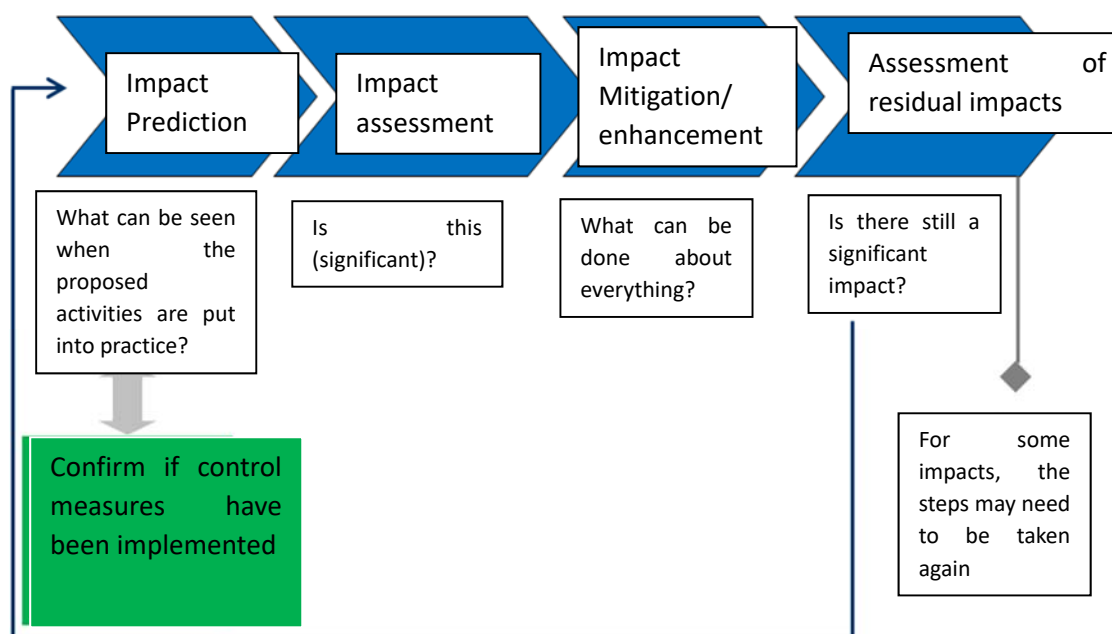 Impact
Prediction
Impact
assessment
Impact
Mitigation/
enhancement
Assessment of
residual impacts
What can be seen
when the
proposed
activities are put
into practice?
Is this
(significant)?
What can be
done about
everything?
Is there still a
significant
impact?
Confirm if control
measures have
been implemented
For some
impacts, the
steps may need
to be taken
again